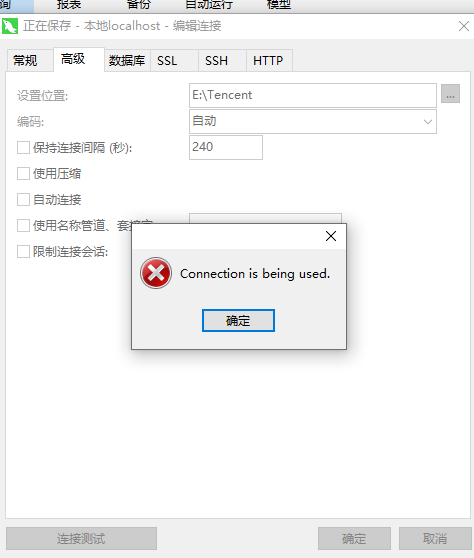 询 报表 备份 自动运行 模型
正在保存 - 本地localhost - 编辑连接
常规 高级 数据库 SSL SSH HTTP
设置位置: E:\Tencent ...
编码: 自动
保持连接间隔 (秒): 240
使用压缩
自动连接
使用名称管道、套接字
限制连接会话:
Connection is being used.
确定
连接测试 确定 取消